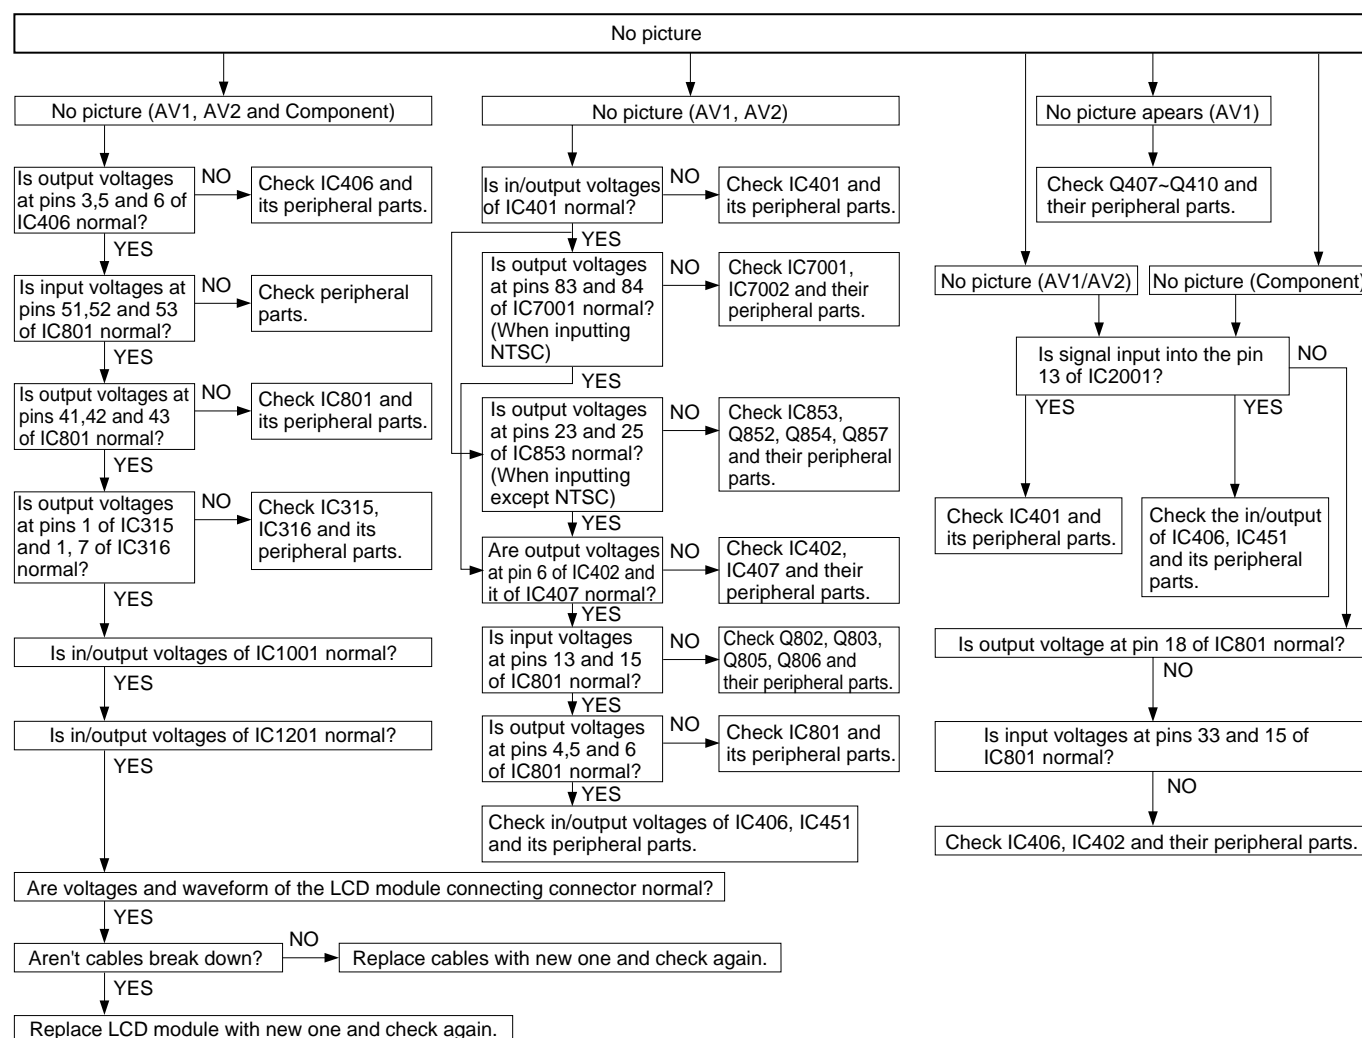 No picture
No picture (AV1, AV2 and Component)
Is output voltages
at pins 3,5 and 6 of
IC406 normal?
NO
Check IC406 and
its peripheral parts.
YES
Is input voltages at
pins 51,52 and 53
of IC801 normal?
NO
Check peripheral
parts.
YES
Is output voltages at
pins 41,42 and 43
of IC801 normal?
NO
Check IC801 and
its peripheral parts.
YES
Is output voltages
at pins 1 of IC315
and 1, 7 of IC316
normal?
NO
Check IC315,
IC316 and its
peripheral parts.
YES
Is in/output voltages of IC1001 normal?
YES
Is in/output voltages of IC1201 normal?
YES
Are voltages and waveform of the LCD module connecting connector normal?
YES
Aren't cables break down?
NO
Replace cables with new one and check again.
YES
Replace LCD module with new one and check again.
No picture (AV1, AV2)
Is in/output voltages
of IC401 normal?
NO
Check IC401 and
its peripheral parts.
YES
Is output voltages
at pins 83 and 84
of IC7001 normal?
(When inputting
NTSC)
NO
Check IC7001,
IC7002 and their
peripheral parts.
YES
Is output voltages
at pins 23 and 25
of IC853 normal?
(When inputting
except NTSC)
NO
Check IC853,
Q852, Q854, Q857
and their peripheral
parts.
YES
Are output voltages
at pin 6 of IC402 and
it of IC407 normal?
NO
Check IC402,
IC407 and their
peripheral parts.
YES
Is input voltages
at pins 13 and 15
of IC801 normal?
NO
Check Q802, Q803,
Q805, Q806 and
their peripheral parts.
YES
Is output voltages
at pins 4,5 and 6
of IC801 normal?
NO
Check IC801 and
its peripheral parts.
YES
Check in/output voltages of IC406, IC451
and its peripheral parts.
No picture apears (AV1)
Check Q407~Q410 and
their peripheral parts.
No picture (AV1/AV2)
No picture (Component)
Is signal input into the pin
13 of IC2001?
NO
YES
YES
Check IC401 and
its peripheral parts.
Check the in/output
of IC406, IC451
and its peripheral
parts.
Is output voltage at pin 18 of IC801 normal?
NO
Is input voltages at pins 33 and 15 of
IC801 normal?
NO
Check IC406, IC402 and their peripheral parts.